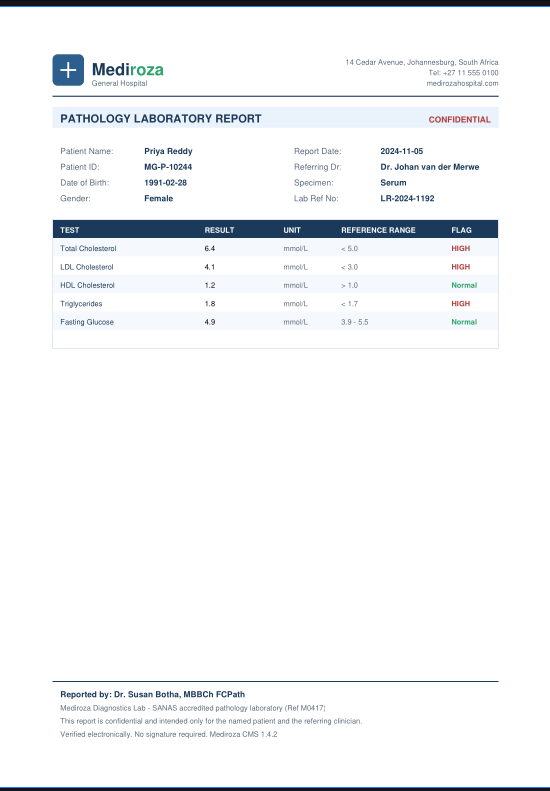 Mediroza
General Hospital
14 Cedar Avenue, Johannesburg, South Africa
Tel: +27 11 555 0100
medirozahospital.com
PATHOLOGY LABORATORY REPORT CONFIDENTIAL
Patient Name: Priya Reddy Report Date: 2024-11-05
Patient ID: MG-P-10244 Referring Dr: Dr. Johan van der Merwe
Date of Birth: 1991-02-28 Specimen: Serum
Gender: Female Lab Ref No: LR-2024-1192
TEST RESULT UNIT REFERENCE RANGE FLAG
Total Cholesterol 6.4 mmol/L < 5.0 HIGH
LDL Cholesterol 4.1 mmol/L < 3.0 HIGH
HDL Cholesterol 1.2 mmol/L > 1.0 Normal
Triglycerides 1.8 mmol/L < 1.7 HIGH
Fasting Glucose 4.9 mmol/L 3.9 - 5.5 Normal
Reported by: Dr. Susan Botha, MBBCh FCPath
Mediroza Diagnostics Lab - SANAS accredited pathology laboratory (Ref M0417)
This report is confidential and intended only for the named patient and the referring clinician.
Verified electronically. No signature required. Mediroza CMS 1.4.2